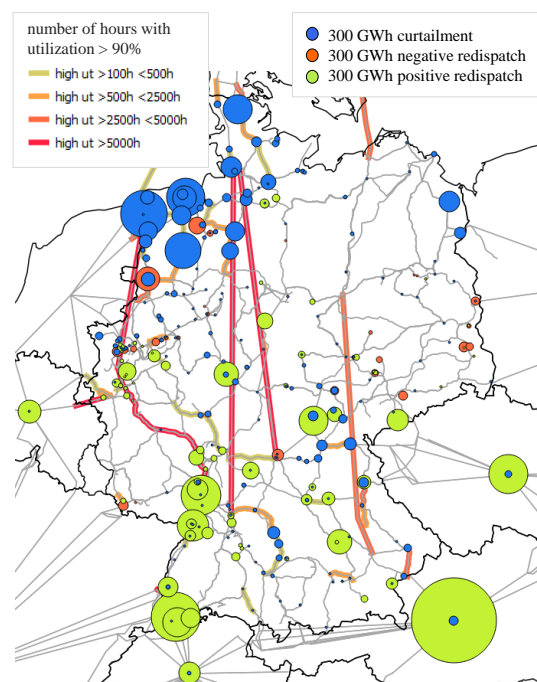 number of hours with
utilization > 90%
high ut >100h <500h
high ut >500h <2500h
high ut >2500h <5000h
high ut >5000h
300 GWh curtailment
300 GWh negative redispatch
300 GWh positive redispatch